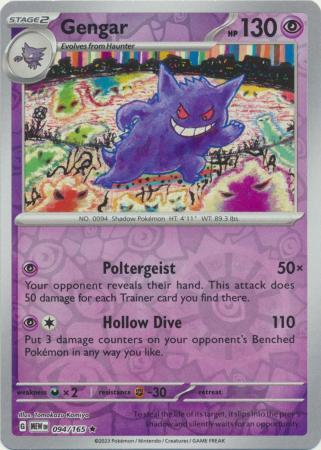 STAGE2
Gengar
HP 130
Evolves from Haunter
NO. 0094 Shadow Pokémon HT: 4'11" WT: 89.3 lbs.
Poltergeist 50×
Your opponent reveals their hand. This attack
does 50 damage for each Trainer card you find there.
Hollow Dive 110
Put 3 damage counters on your opponent's Benched
Pokémon in any way you like.
weakness ×2 resistance -30 retreat
Illus. Tomokazu Komiya
G MEW EN 094/165
To steal the life of its target, it slips into the
prey's shadow and silently waits for an opportunity.
©2023 Pokémon / Nintendo / Creatures / GAME FREAK